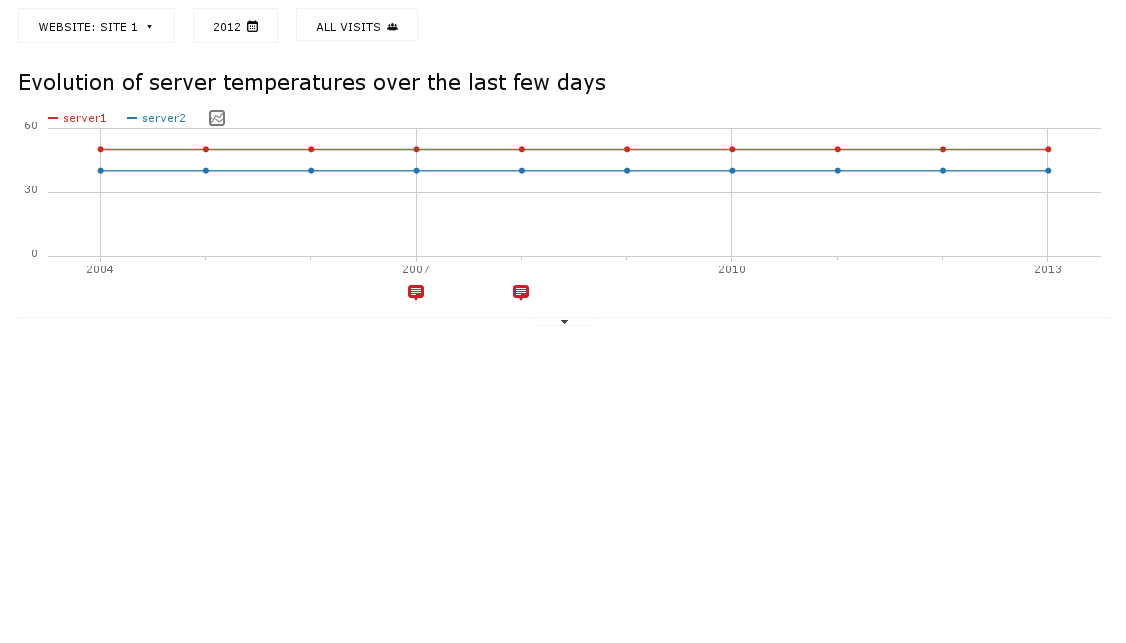 WEBSITE: SITE 1 2012 ALL VISITS
Evolution of server temperatures over the last few days
server1 server2
60
30
0
2004 2007 2010 2013